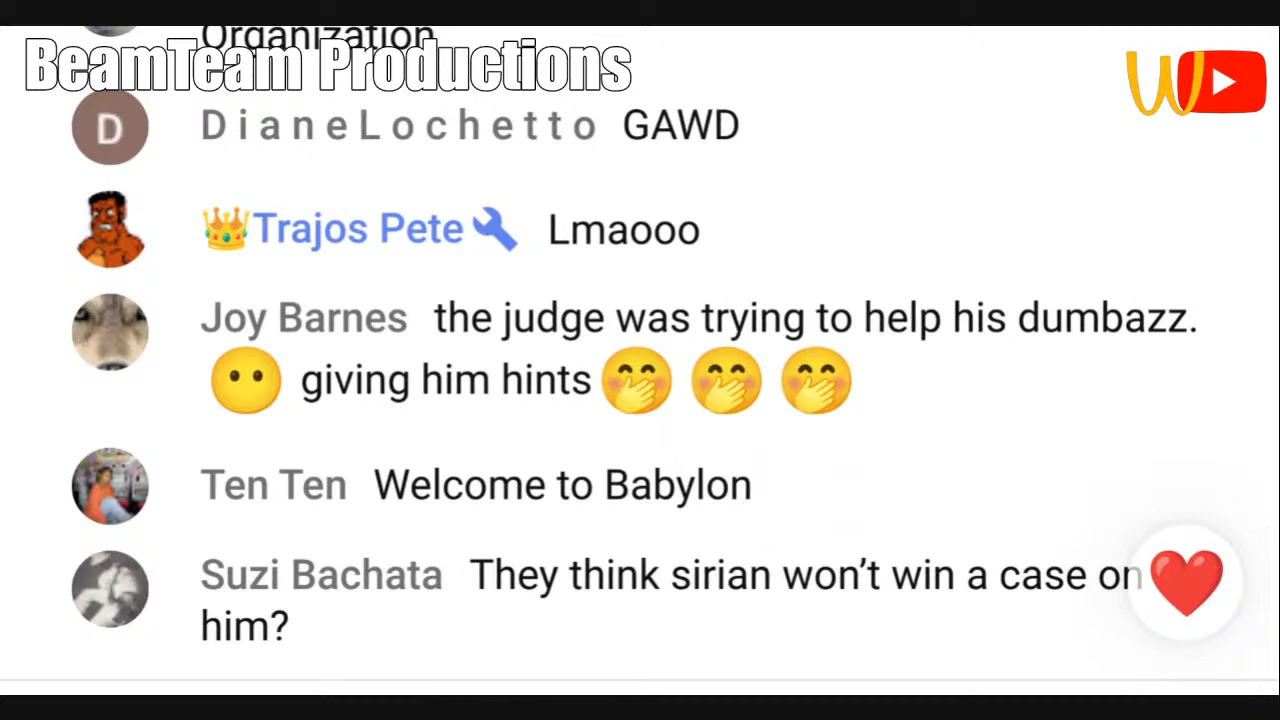 Organization
BeamTeam Productions
D
D i a n e L o c h e t t o GAWD
Trajos Pete Lmaooo
Joy Barnes the judge was trying to help his dumbazz.
giving him hints
Ten Ten Welcome to Babylon
Suzi Bachata They think sirian won’t win a case on
him?